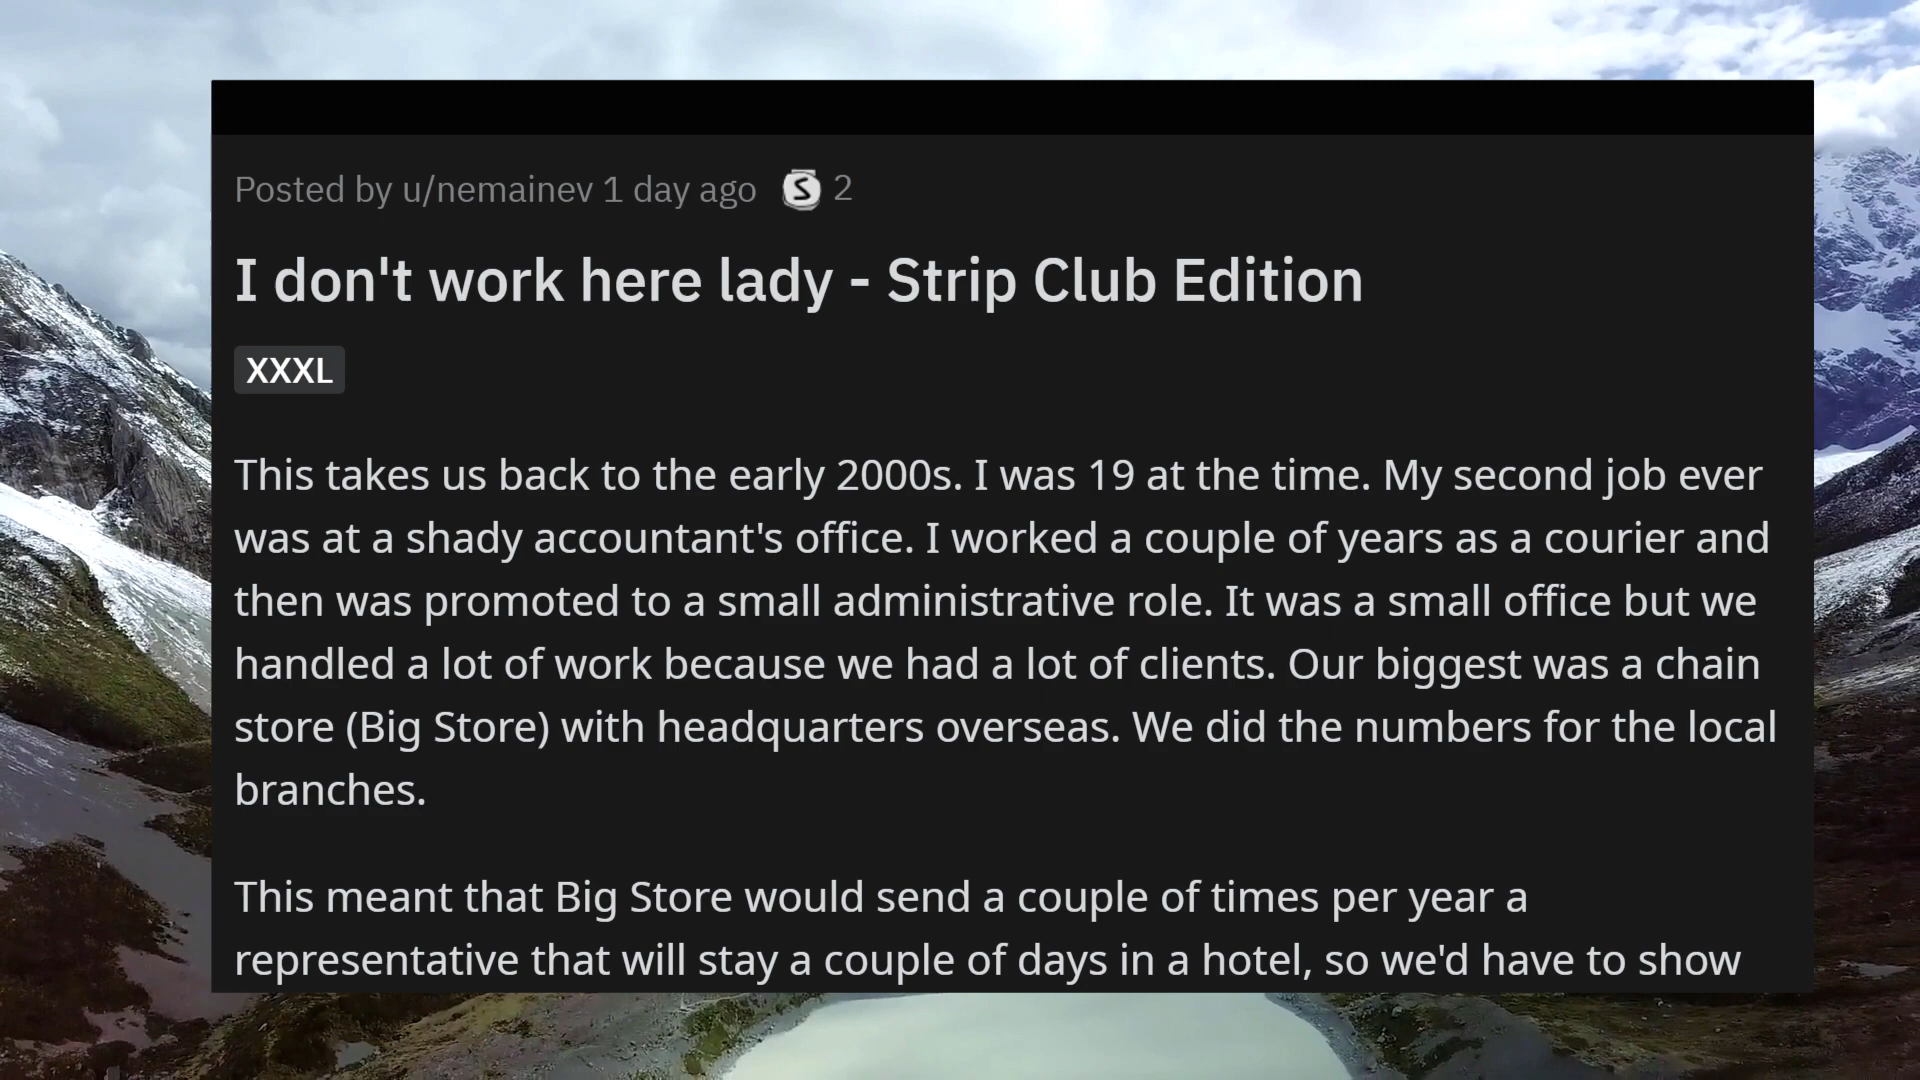 Posted by u/nemainev 1 day ago S 2
I don't work here lady - Strip Club Edition
XXXL
This takes us back to the early 2000s. I was 19 at the time. My second job ever
was at a shady accountant's office. I worked a couple of years as a courier and
then was promoted to a small administrative role. It was a small office but we
handled a lot of work because we had a lot of clients. Our biggest was a chain
store (Big Store) with headquarters overseas. We did the numbers for the local
branches.
This meant that Big Store would send a couple of times per year a
representative that will stay a couple of days in a hotel, so we'd have to show